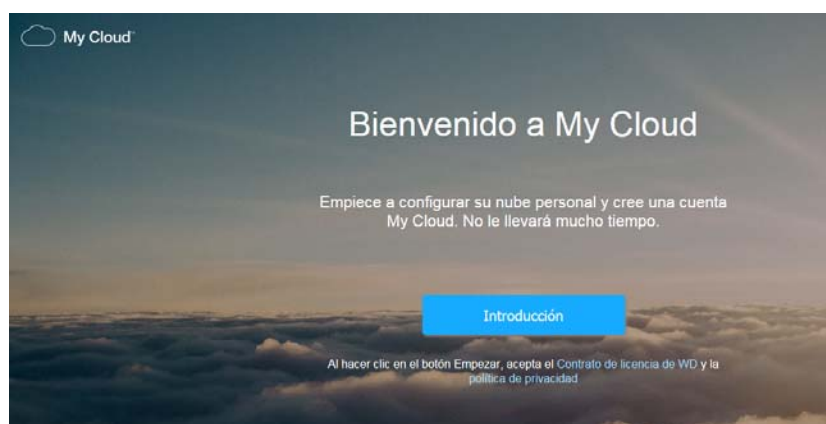 My Cloud™
Bienvenido a My Cloud
Empiece a configurar su nube personal y cree una cuenta
My Cloud. No le llevará mucho tiempo.
Introducción
Al hacer clic en el botón Empezar, acepta el Contrato de licencia de WD y la
política de privacidad